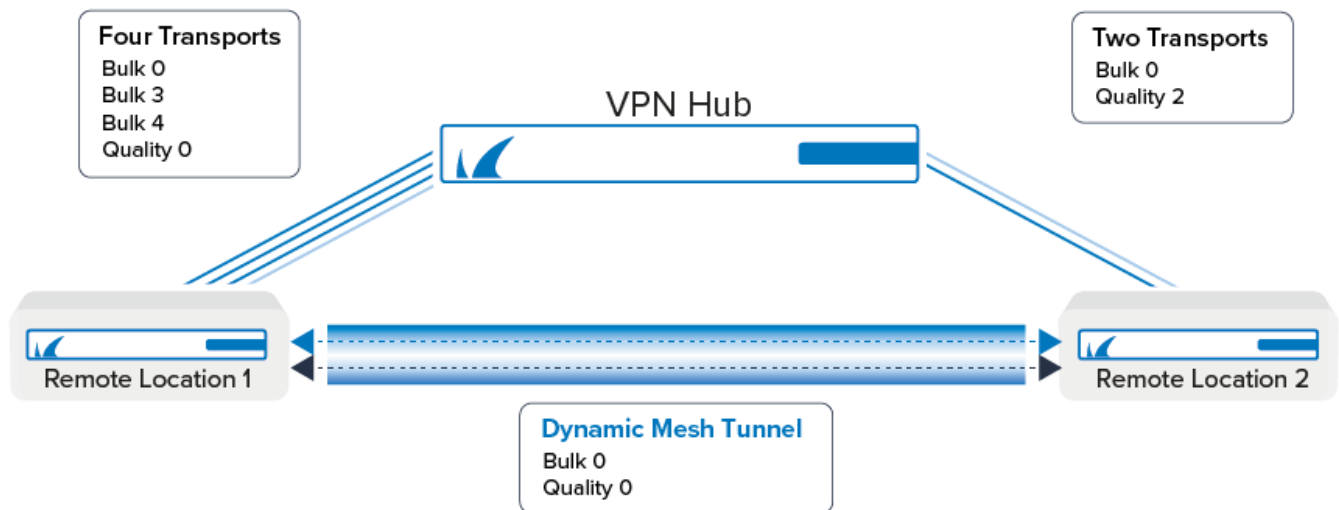 Four Transports
Bulk 0
Bulk 3
Bulk 4
Quality 0
VPN Hub
Two Transports
Bulk 0
Quality 2
Remote Location 1
Remote Location 2
Dynamic Mesh Tunnel
Bulk 0
Quality 0